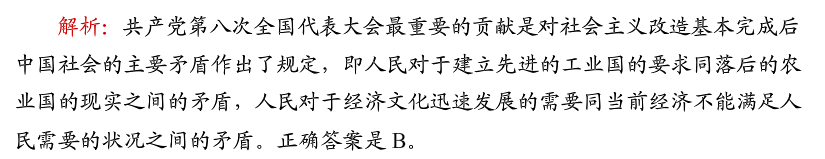 解析：共产党第八次全国代表大会最重要的贡献是对社会主义改造基本完成后
中国社会的主要矛盾作出了规定，即人民对于建立先进的工业国的要求同落后的农
业国的现实之间的矛盾，人民对于经济文化迅速发展的需要同当前经济不能满足人
民需要的状况之间的矛盾。正确答案是 B。